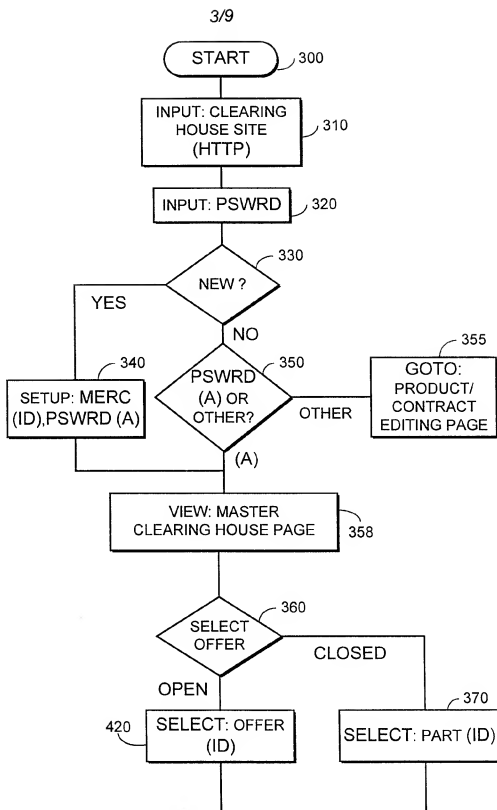 3/9
START
300
INPUT: CLEARING
HOUSE SITE
(HTTP)
310
INPUT: PSWRD
320
NEW ?
330
YES
NO
340
SETUP: MERC
(ID),PSWRD (A)
PSWRD
(A) OR
OTHER?
350
OTHER
355
GOTO:
PRODUCT/
CONTRACT
EDITING PAGE
(A)
VIEW: MASTER
CLEARING HOUSE PAGE
358
SELECT
OFFER
360
CLOSED
OPEN
420
SELECT: OFFER
(ID)
370
SELECT: PART (ID)